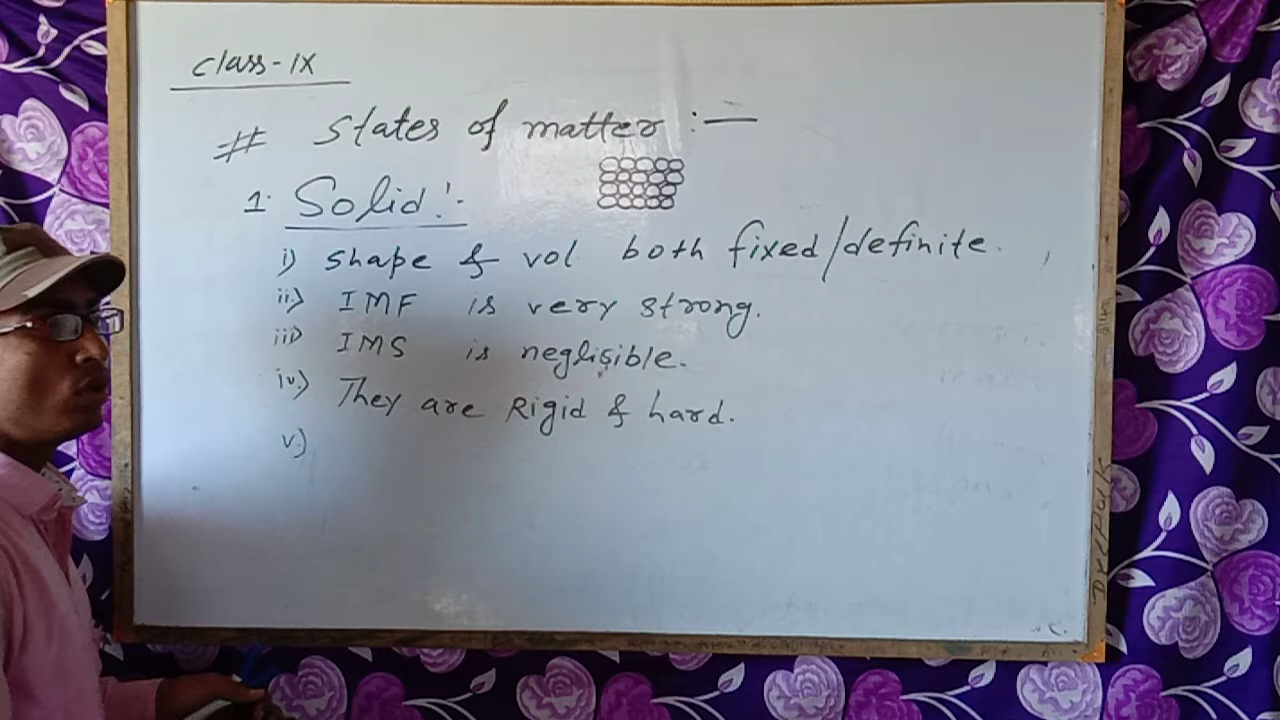 class-IX
# States of matter :—
1. Solid :-
i) shape & vol both fixed/definite.
ii) IMF is very strong.
iii) IMS is negligible.
iv.) They are Rigid & hard.
v.)